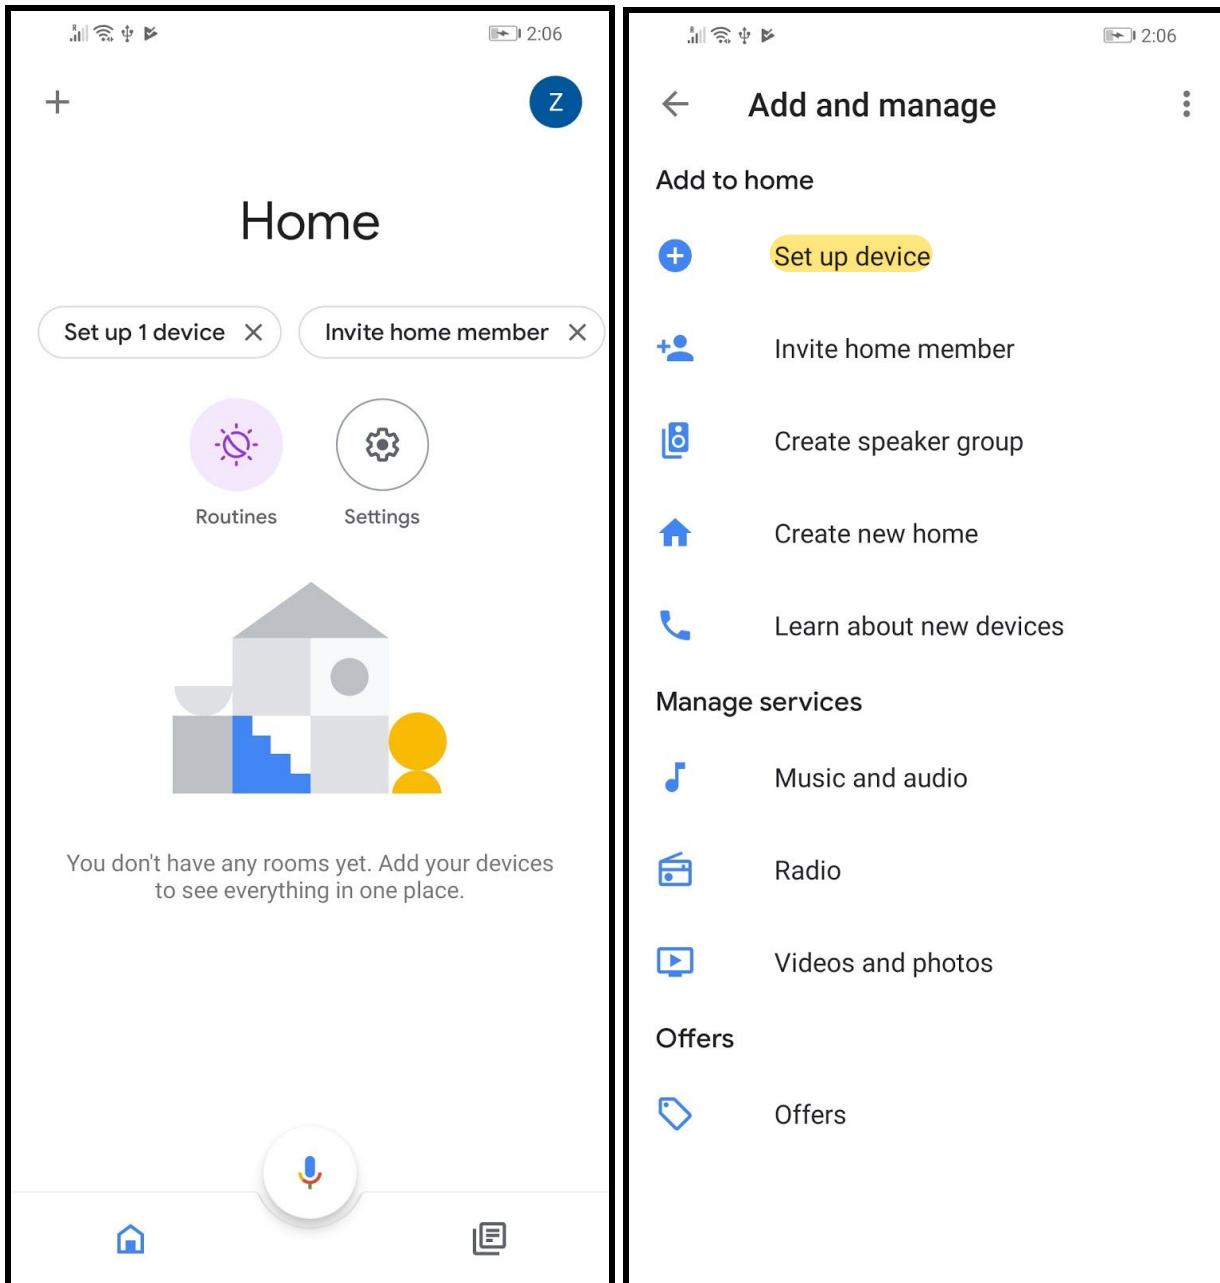 2:06
Z
Home
Set up 1 device
Invite home member
Routines
Settings
You don't have any rooms yet. Add your devices
to see everything in one place.
2:06
Add and manage
Add to home
Set up device
Invite home member
Create speaker group
Create new home
Learn about new devices
Manage services
Music and audio
Radio
Videos and photos
Offers
Offers